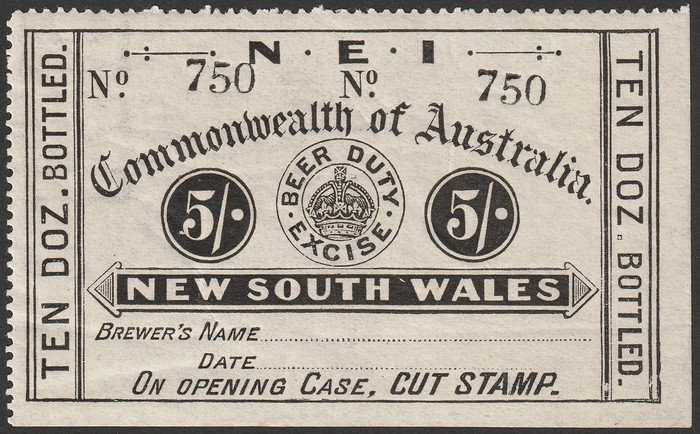 N·E·I
No. 750 No. 750
Commonwealth of Australia.
BEER DUTY
EXCISE
5/· 5/·
NEW SOUTH WALES
BREWER'S NAME
DATE
ON OPENING CASE, CUT STAMP.
TEN DOZ. BOTTLED.
TEN DOZ. BOTTLED.